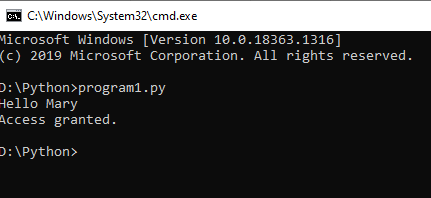 C:\Windows\System32\cmd.exe
Microsoft Windows [Version 10.0.18363.1316]
(c) 2019 Microsoft Corporation. All rights reserved.
D:\Python>program1.py
Hello Mary
Access granted.
D:\Python>